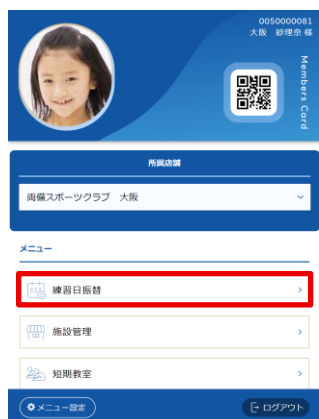 0050000081
大阪 紗理奈 様
Members Card
所属店舗
両備スポーツクラブ 大阪
メニュー
練習日振替
施設管理
短期教室
メニュー設定
ログアウト